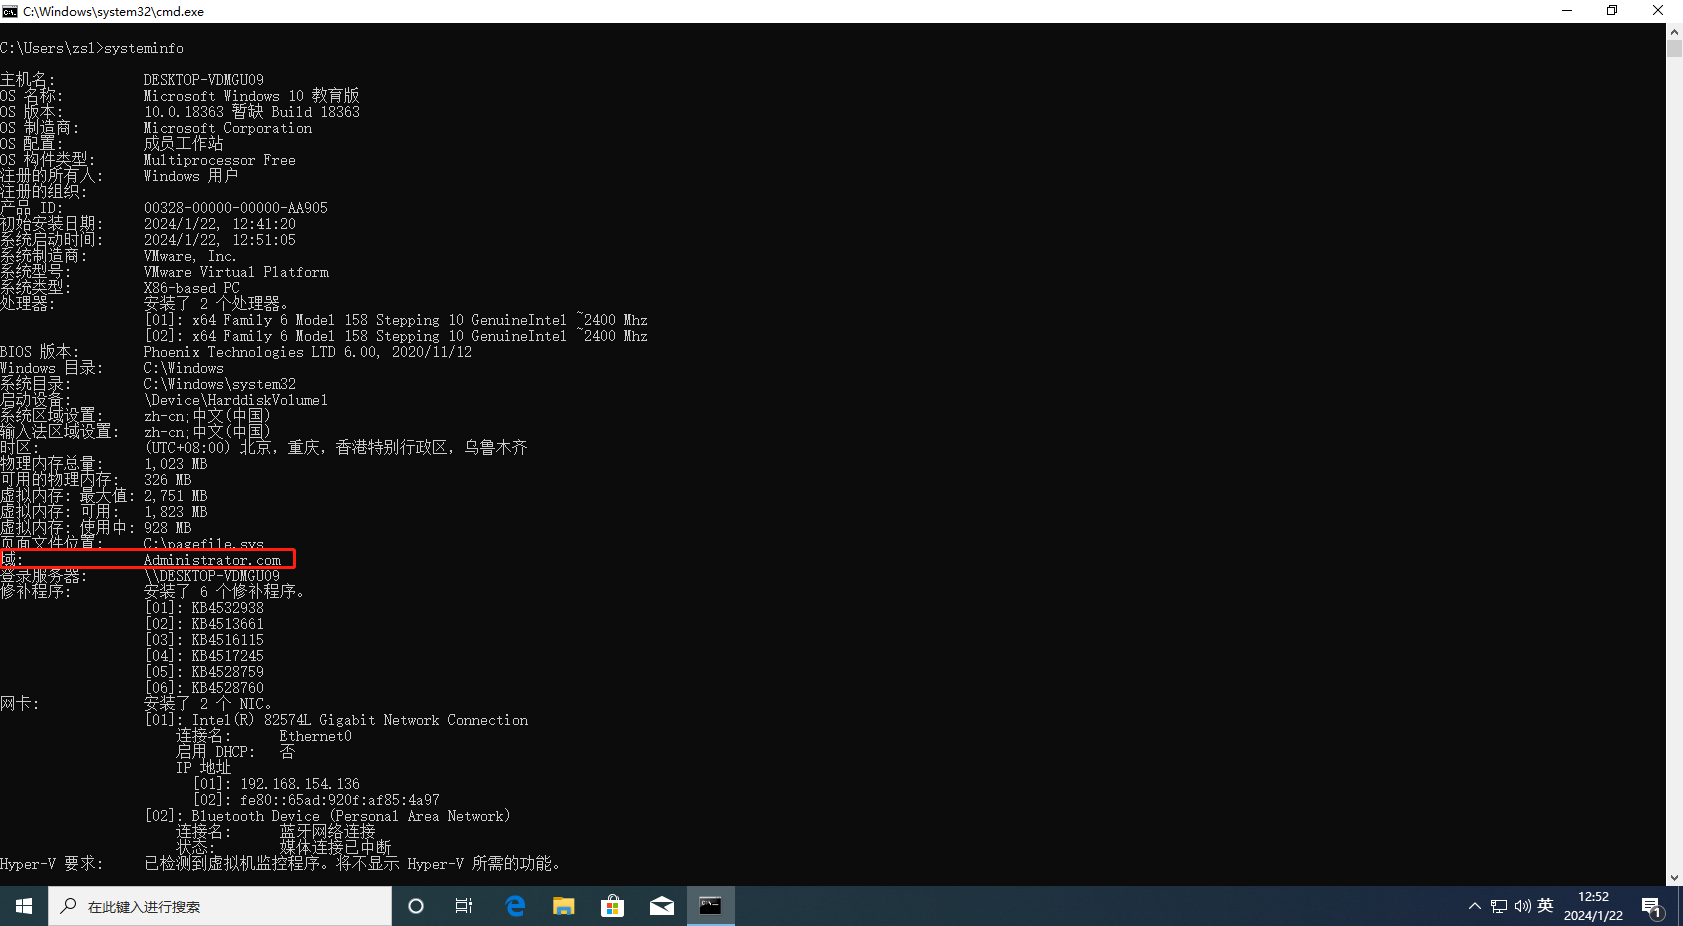 C:\Windows\system32\cmd.exe
C:\Users\zsl>systeminfo
主机名: DESKTOP-VDMGU09
OS 名称: Microsoft Windows 10 教育版
OS 版本: 10.0.18363 暂缺 Build 18363
OS 制造商: Microsoft Corporation
OS 配置: 成员工作站
OS 构件类型: Multiprocessor Free
注册的所有人: Windows 用户
注册的组织:
产品 ID: 00328-00000-00000-AA905
初始安装日期: 2024/1/22, 12:41:20
系统启动时间: 2024/1/22, 12:51:05
系统制造商: VMware, Inc.
系统型号: VMware Virtual Platform
系统类型: X86-based PC
处理器: 安装了 2 个处理器。
[01]: x64 Family 6 Model 158 Stepping 10 GenuineIntel ~2400 Mhz
[02]: x64 Family 6 Model 158 Stepping 10 GenuineIntel ~2400 Mhz
BIOS 版本: Phoenix Technologies LTD 6.00, 2020/11/12
Windows 目录: C:\Windows
系统目录: C:\Windows\system32
启动设备: \Device\HarddiskVolume1
系统区域设置: zh-cn;中文(中国)
输入法区域设置: zh-cn;中文(中国)
时区: (UTC+08:00) 北京，重庆，香港特别行政区，乌鲁木齐
物理内存总量: 1,023 MB
可用的物理内存: 326 MB
虚拟内存: 最大值: 2,751 MB
虚拟内存: 可用: 1,823 MB
虚拟内存: 使用中: 928 MB
页面文件位置: C:\pagefile.sys
域: Administrator.com
登录服务器: \\DESKTOP-VDMGU09
修补程序: 安装了 6 个修补程序。
[01]: KB4532938
[02]: KB4513661
[03]: KB4516115
[04]: KB4517245
[05]: KB4528759
[06]: KB4528760
网卡: 安装了 2 个 NIC。
[01]: Intel(R) 82574L Gigabit Network Connection
连接名: Ethernet0
启用 DHCP: 否
IP 地址
[01]: 192.168.154.136
[02]: fe80::65ad:920f:af85:4a97
[02]: Bluetooth Device (Personal Area Network)
连接名: 蓝牙网络连接
状态: 媒体连接已中断
Hyper-V 要求: 已检测到虚拟机监控程序。将不显示 Hyper-V 所需的功能。
在此键入进行搜索
英
12:52
2024/1/22
1